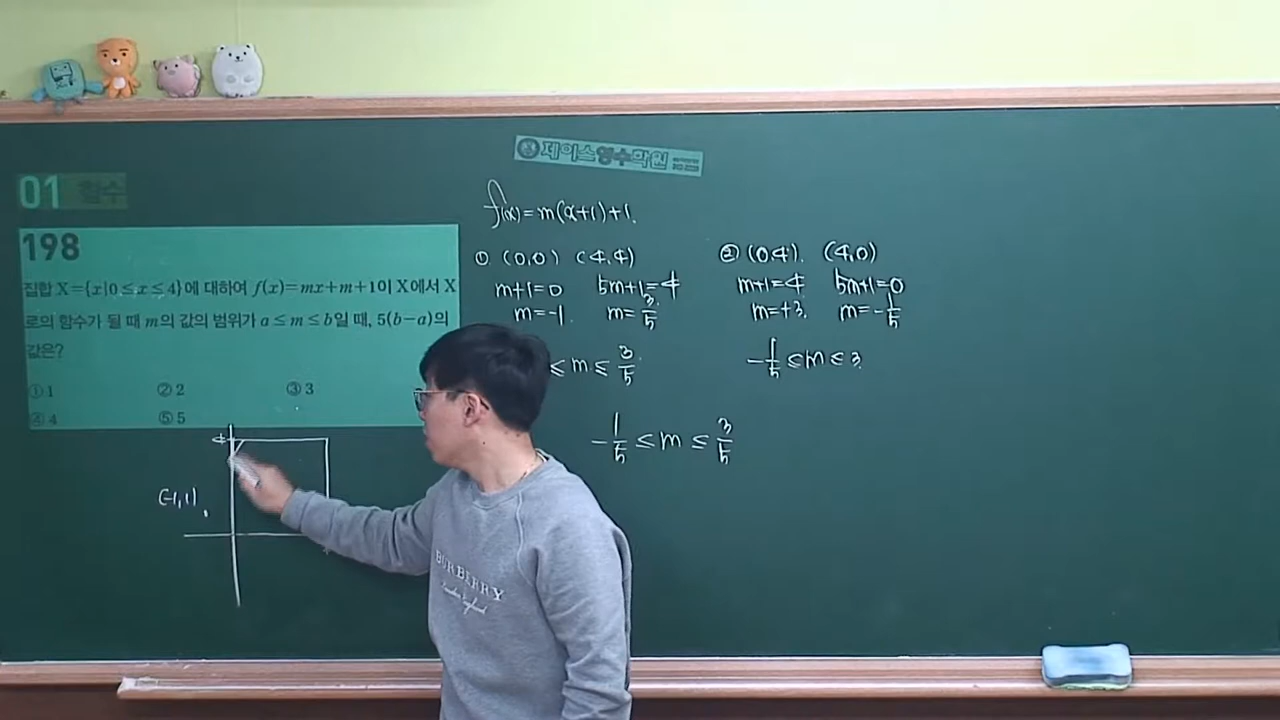 제이스영수학원
01 함수
198
집합 X={x|0≤x≤4}에 대하여 f(x)=mx+m+1이 X에서 X
로의 함수가 될 때 m의 값의 범위가 a≤m≤b일 때, 5(b-a)의
값은?
① 1 ② 2 ③ 3
④ 4 ⑤ 5
4
(-1,1)
f(x)=m(x+1)+1.
① (0,0) (4,4)
m+1=0 5m+1=4
m=-1 m=3/5
≤m≤3/5
② (0,4). (4,0)
m+1=4 5m+1=0
m=+3. m=-1/5
-1/5≤m≤3.
-1/5≤m≤3/5
BURBERRY